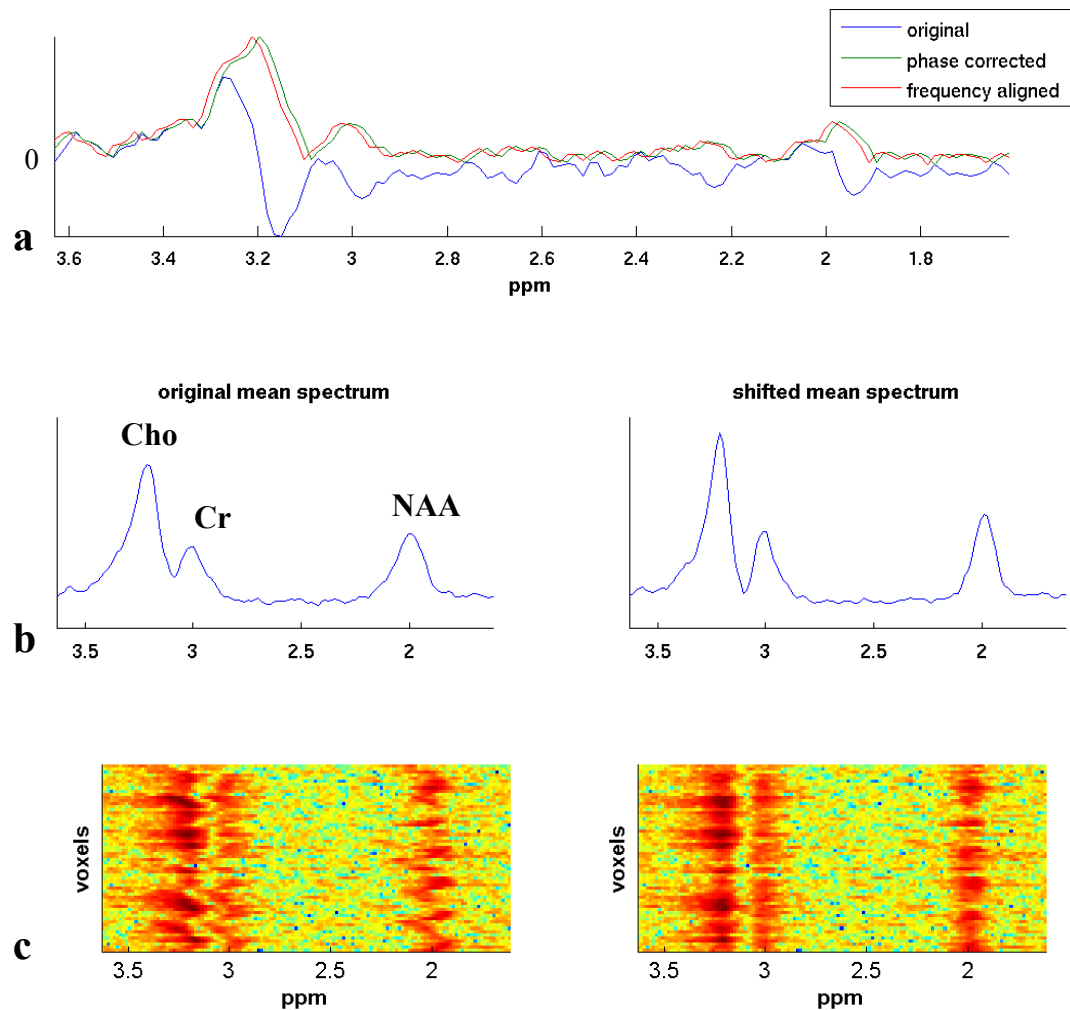 original
phase corrected
frequency aligned
0
a
3.6 3.4 3.2 3 2.8 2.6 2.4 2.2 2 1.8
ppm
original mean spectrum
shifted mean spectrum
Cho
Cr
NAA
b
3.5 3 2.5 2
3.5 3 2.5 2
voxels
voxels
c
3.5 3 2.5 2
3.5 3 2.5 2
ppm
ppm